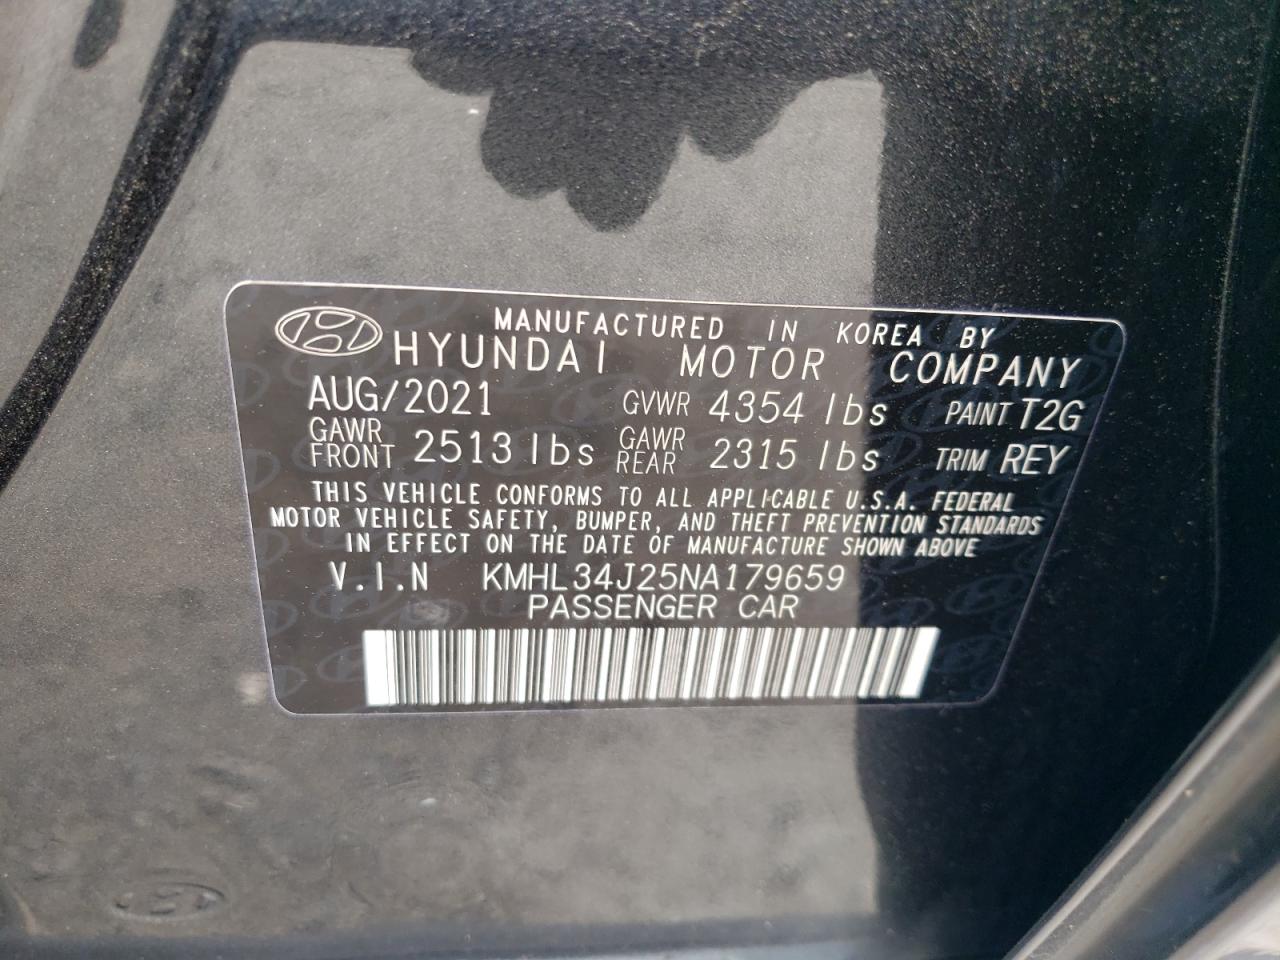 MANUFACTURED IN KOREA BY
HYUNDAI MOTOR COMPANY
AUG/2021 GVWR 4354 lbs PAINT T2G
GAWR FRONT 2513 lbs GAWR REAR 2315 lbs TRIM REY
THIS VEHICLE CONFORMS TO ALL APPLICABLE U.S.A. FEDERAL
MOTOR VEHICLE SAFETY, BUMPER, AND THEFT PREVENTION STANDARDS
IN EFFECT ON THE DATE OF MANUFACTURE SHOWN ABOVE
V.I.N KMHL34J25NA179659
PASSENGER CAR